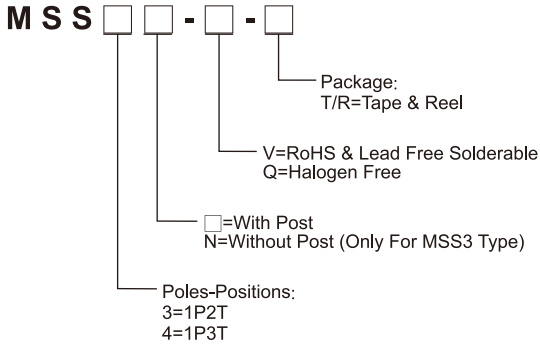 MSS□□-□-□
Package:
T/R=Tape & Reel
V=RoHS & Lead Free Solderable
Q=Halogen Free
□=With Post
N=Without Post (Only For MSS3 Type)
Poles-Positions:
3=1P2T
4=1P3T